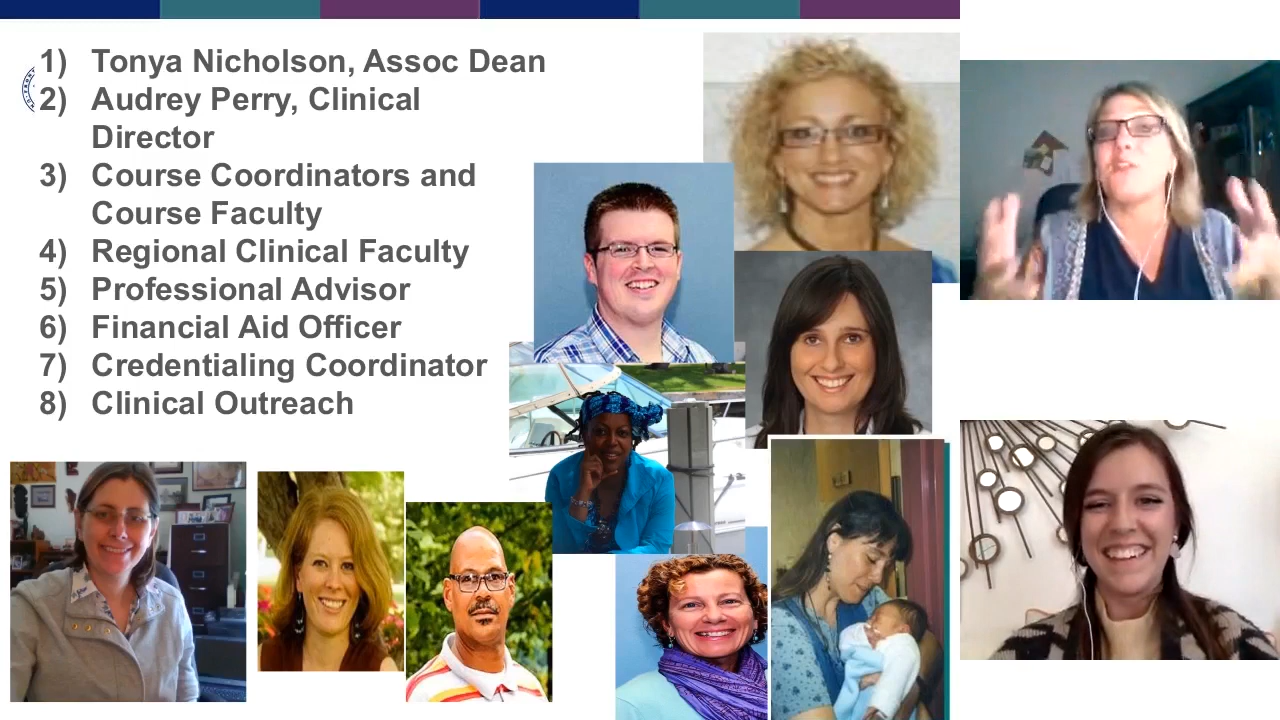 1) Tonya Nicholson, Assoc Dean
2) Audrey Perry, Clinical
Director
3) Course Coordinators and
Course Faculty
4) Regional Clinical Faculty
5) Professional Advisor
6) Financial Aid Officer
7) Credentialing Coordinator
8) Clinical Outreach